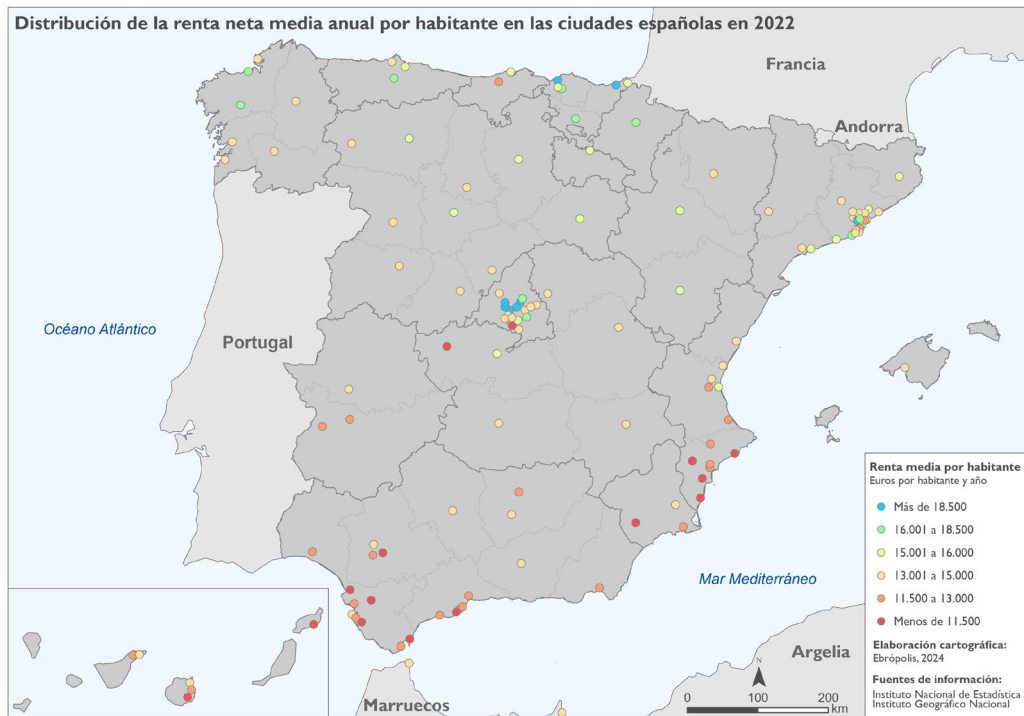 Distribución de la renta neta media anual por habitante en las ciudades españolas en 2022
Francia
Andorra
Océano Atlántico
Portugal
Mar Mediterráneo
Argelia
Marruecos
Renta media por habitante
Euros por habitante y año
Más de 18.500
16.001 a 18.500
15.001 a 16.000
13.001 a 15.000
11.500 a 13.000
Menos de 11.500
Elaboración cartográfica:
Ebrópolis, 2024
Fuentes de información:
Instituto Nacional de Estadística
Instituto Geográfico Nacional
N
0 100 200
km